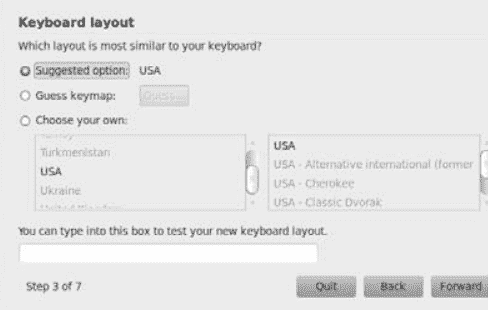 Keyboard layout
Which layout is most similar to your keyboard?
Suggested option: USA
Guess keymap:
Choose your own:
Turkmenistan
USA
Ukraine
USA
USA - Alternative international (former
USA - Cherokee
USA - Classic Dvorak
You can type into this box to test your new keyboard layout.
Step 3 of 7
Quit
Back
Forward